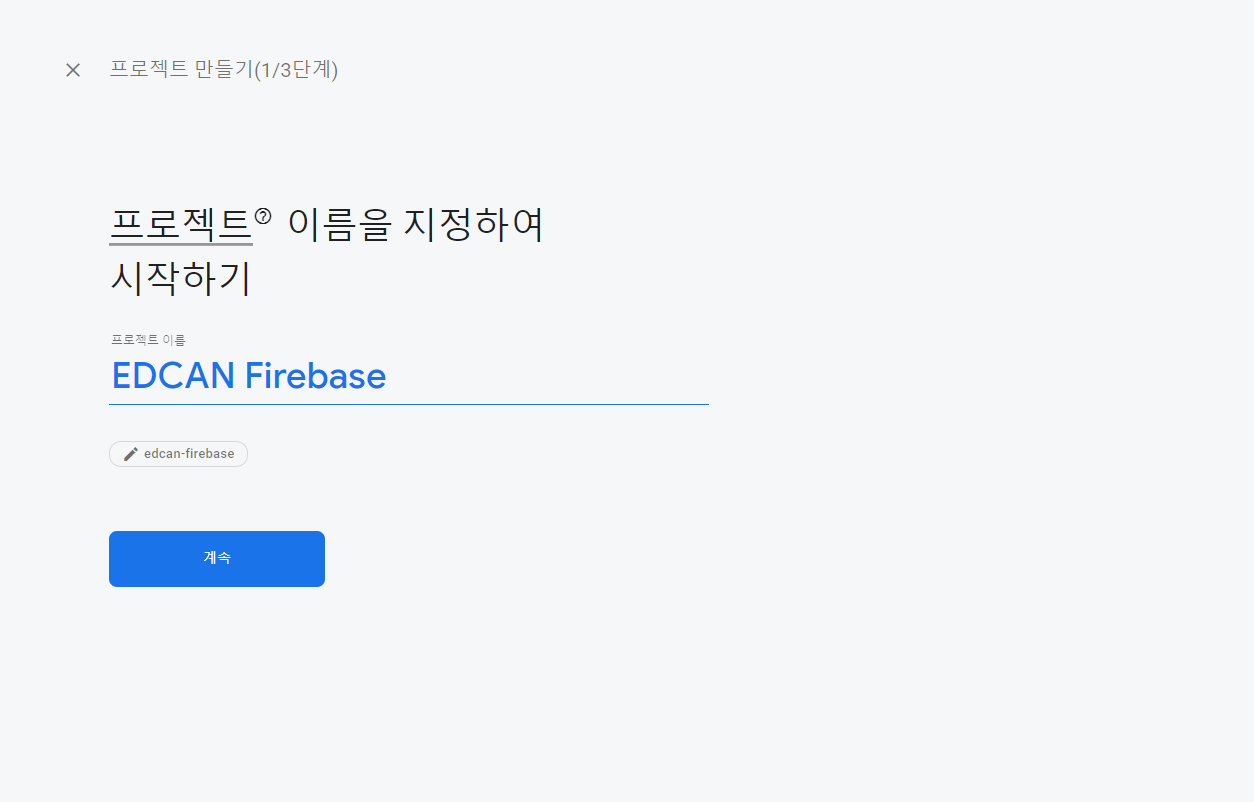 프로젝트 만들기(1/3단계)
프로젝트 이름을 지정하여
시작하기
프로젝트 이름
EDCAN Firebase
edcan-firebase
계속